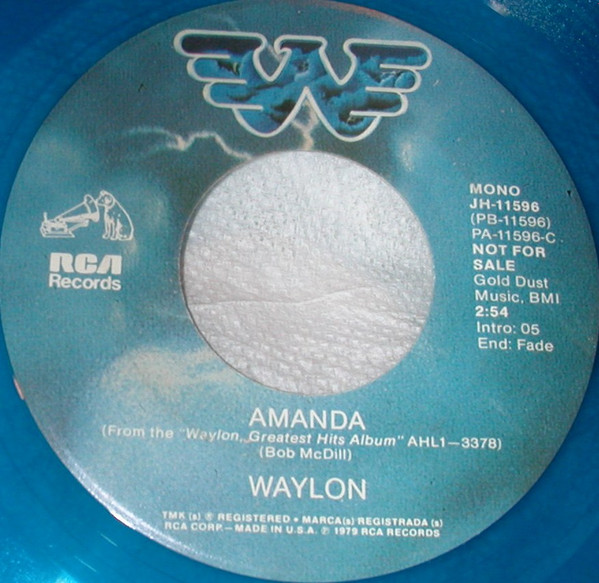 W
RCA
Records
MONO
JH-11596
(PB-11596)
PA-11596-C
NOT FOR
SALE
Gold Dust
Music, BMI
2:54
Intro: 05
End: Fade
AMANDA
(From the "Waylon, Greatest Hits Album" AHL1—3378)
(Bob McDill)
WAYLON
TMK (s) ® REGISTERED • MARCA(s) REGISTRADA (s)
RCA CORP.— MADE IN U.S.A. ℗ 1979 RCA RECORDS